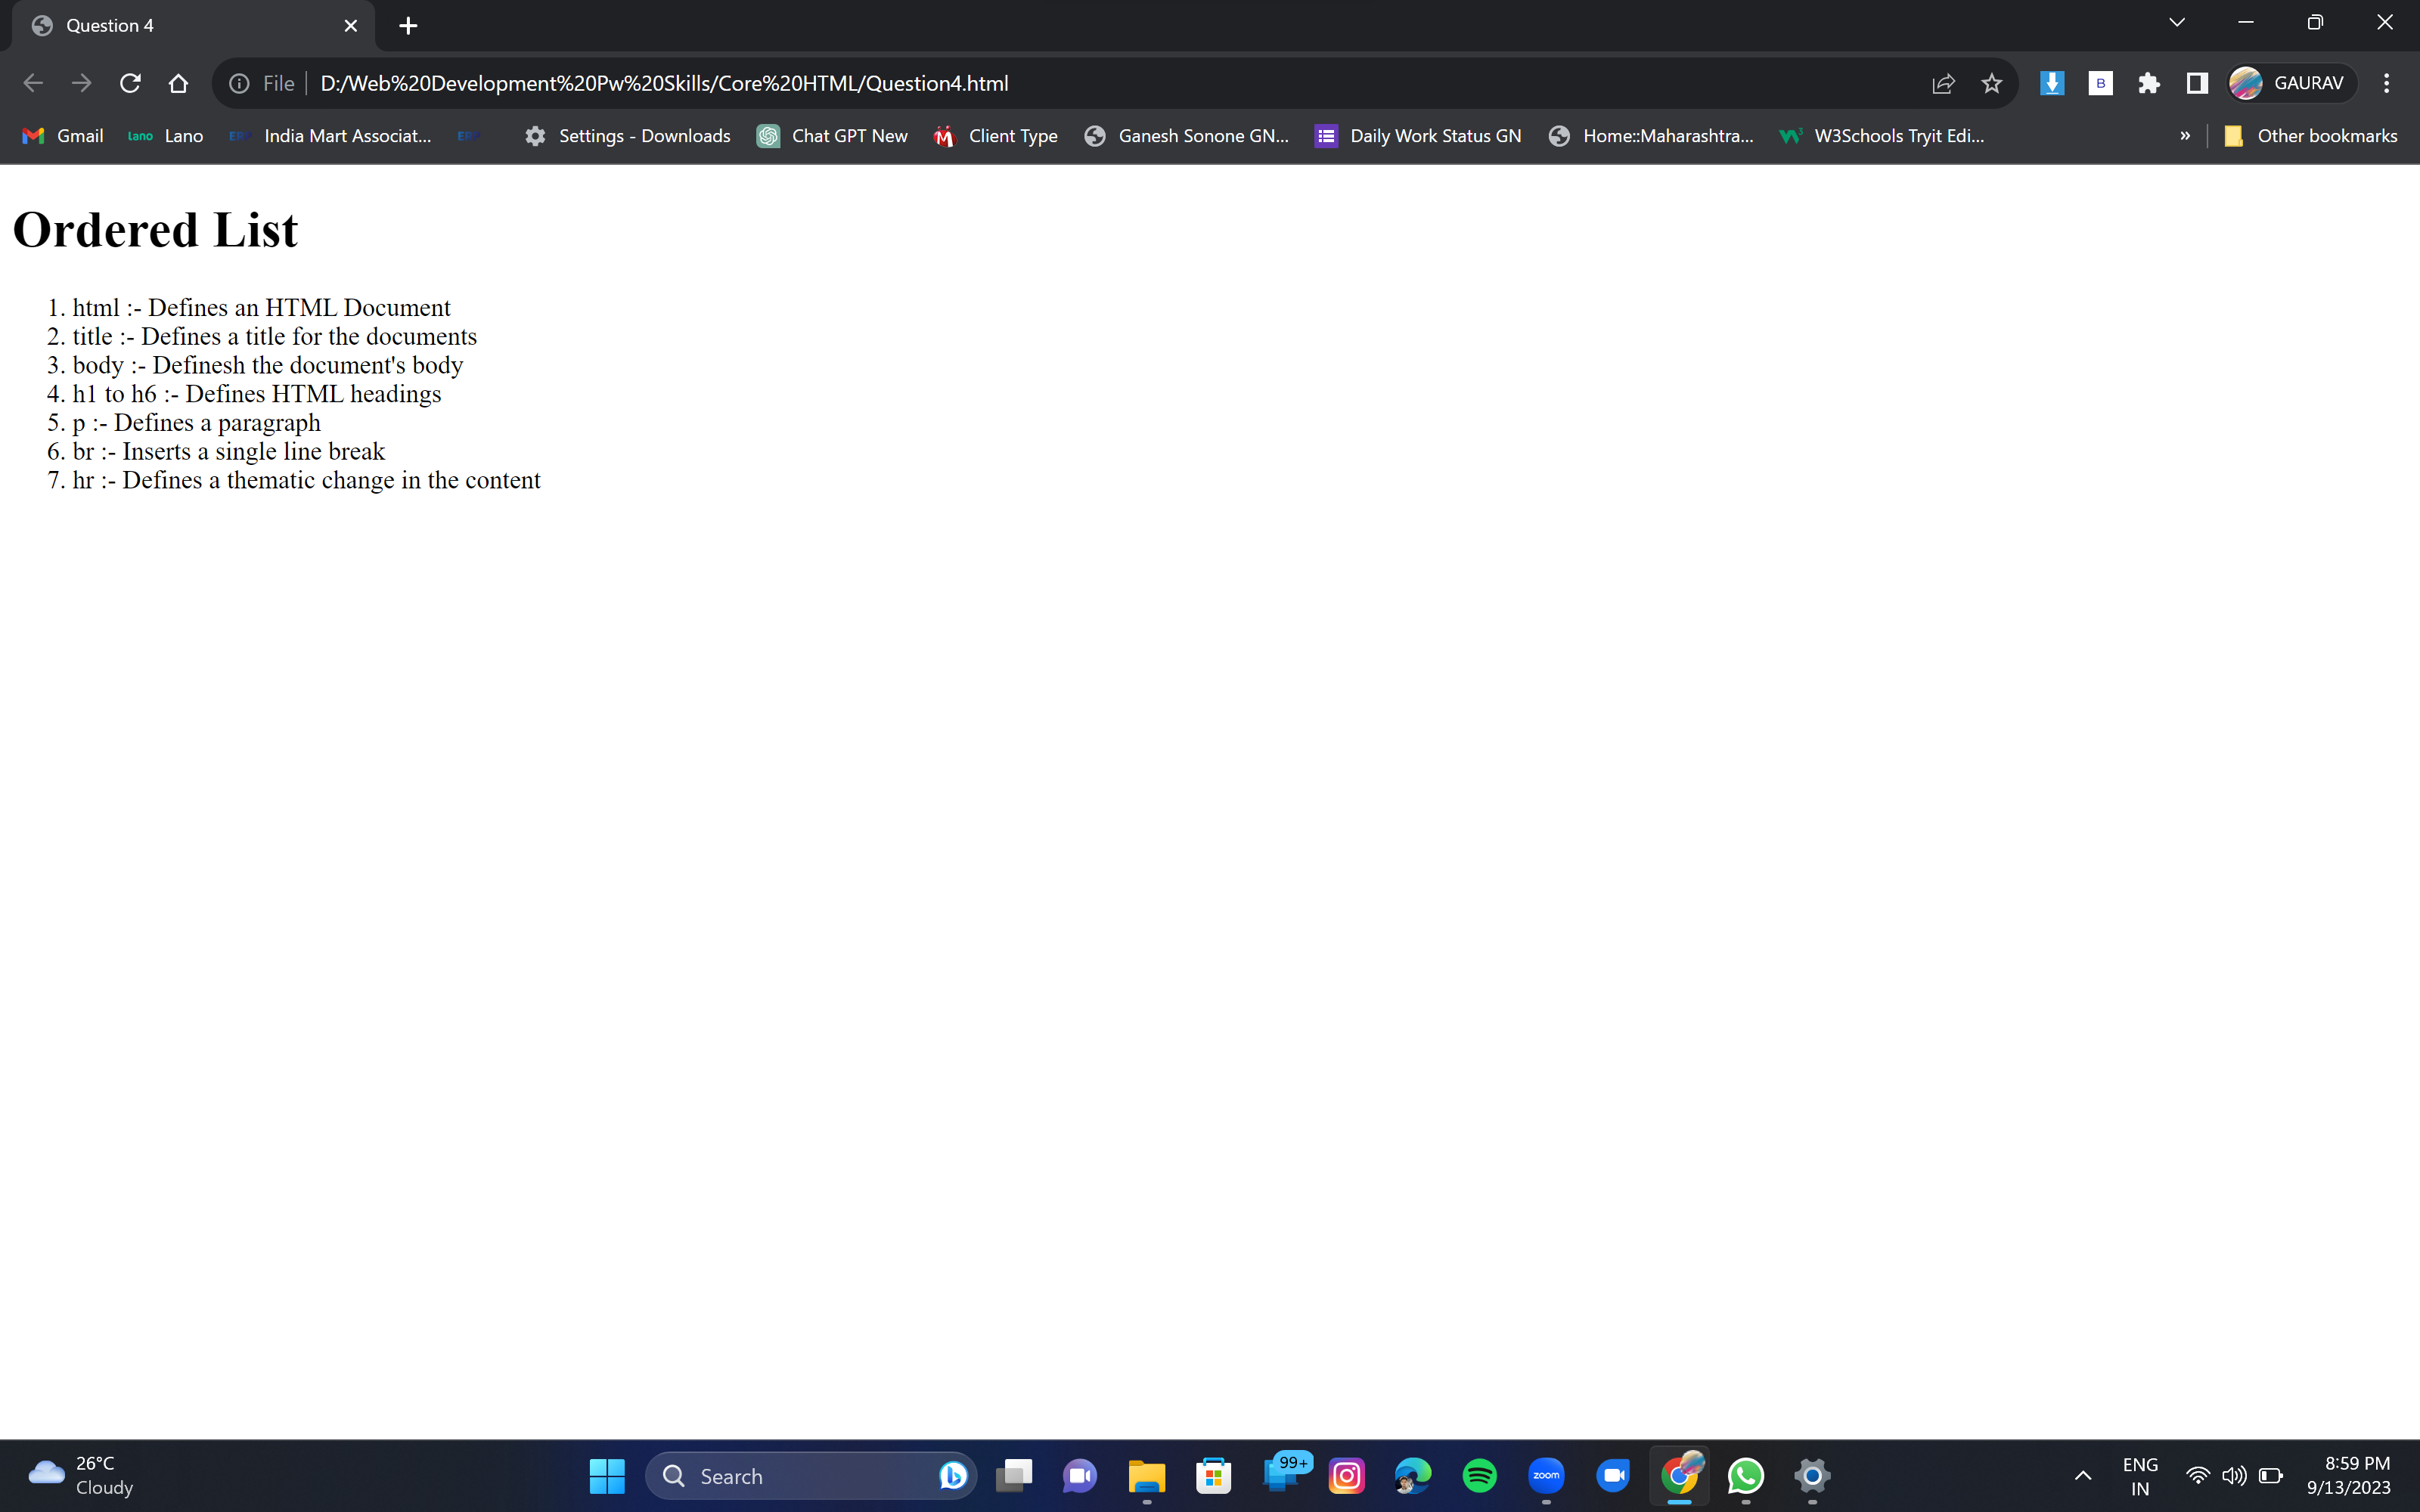 Question 4
File D:/Web%20Development%20Pw%20Skills/Core%20HTML/Question4.html
B
GAURAV
Gmail lano Lano India Mart Associat... Settings - Downloads Chat GPT New Client Type Ganesh Sonone GN... Daily Work Status GN Home::Maharashtra... W3Schools Tryit Edi... » Other bookmarks
Ordered List
1. html :- Defines an HTML Document
2. title :- Defines a title for the documents
3. body :- Definesh the document's body
4. h1 to h6 :- Defines HTML headings
5. p :- Defines a paragraph
6. br :- Inserts a single line break
7. hr :- Defines a thematic change in the content
26°C
Cloudy
Search
99+
zoom
ENG
IN
8:59 PM
9/13/2023